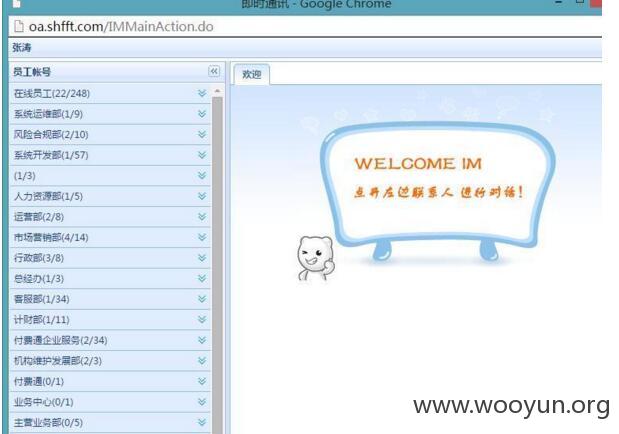 即时通讯 - Google Chrome
oa.shfft.com/IMMainAction.do
张涛
员工帐号
欢迎
在线员工(22/248)
系统运维部(1/9)
风险合规部(2/10)
系统开发部(1/57)
(1/3)
人力资源部(1/5)
运营部(2/8)
市场营销部(4/14)
行政部(3/8)
总经办(1/3)
客服部(1/34)
计财部(1/11)
付费通企业服务(2/34)
机构维护发展部(2/3)
付费通(0/1)
业务中心(0/1)
主营业务部(0/5)
WELCOME IM
点开左边联系人 进行对话!
www.wooyun.org